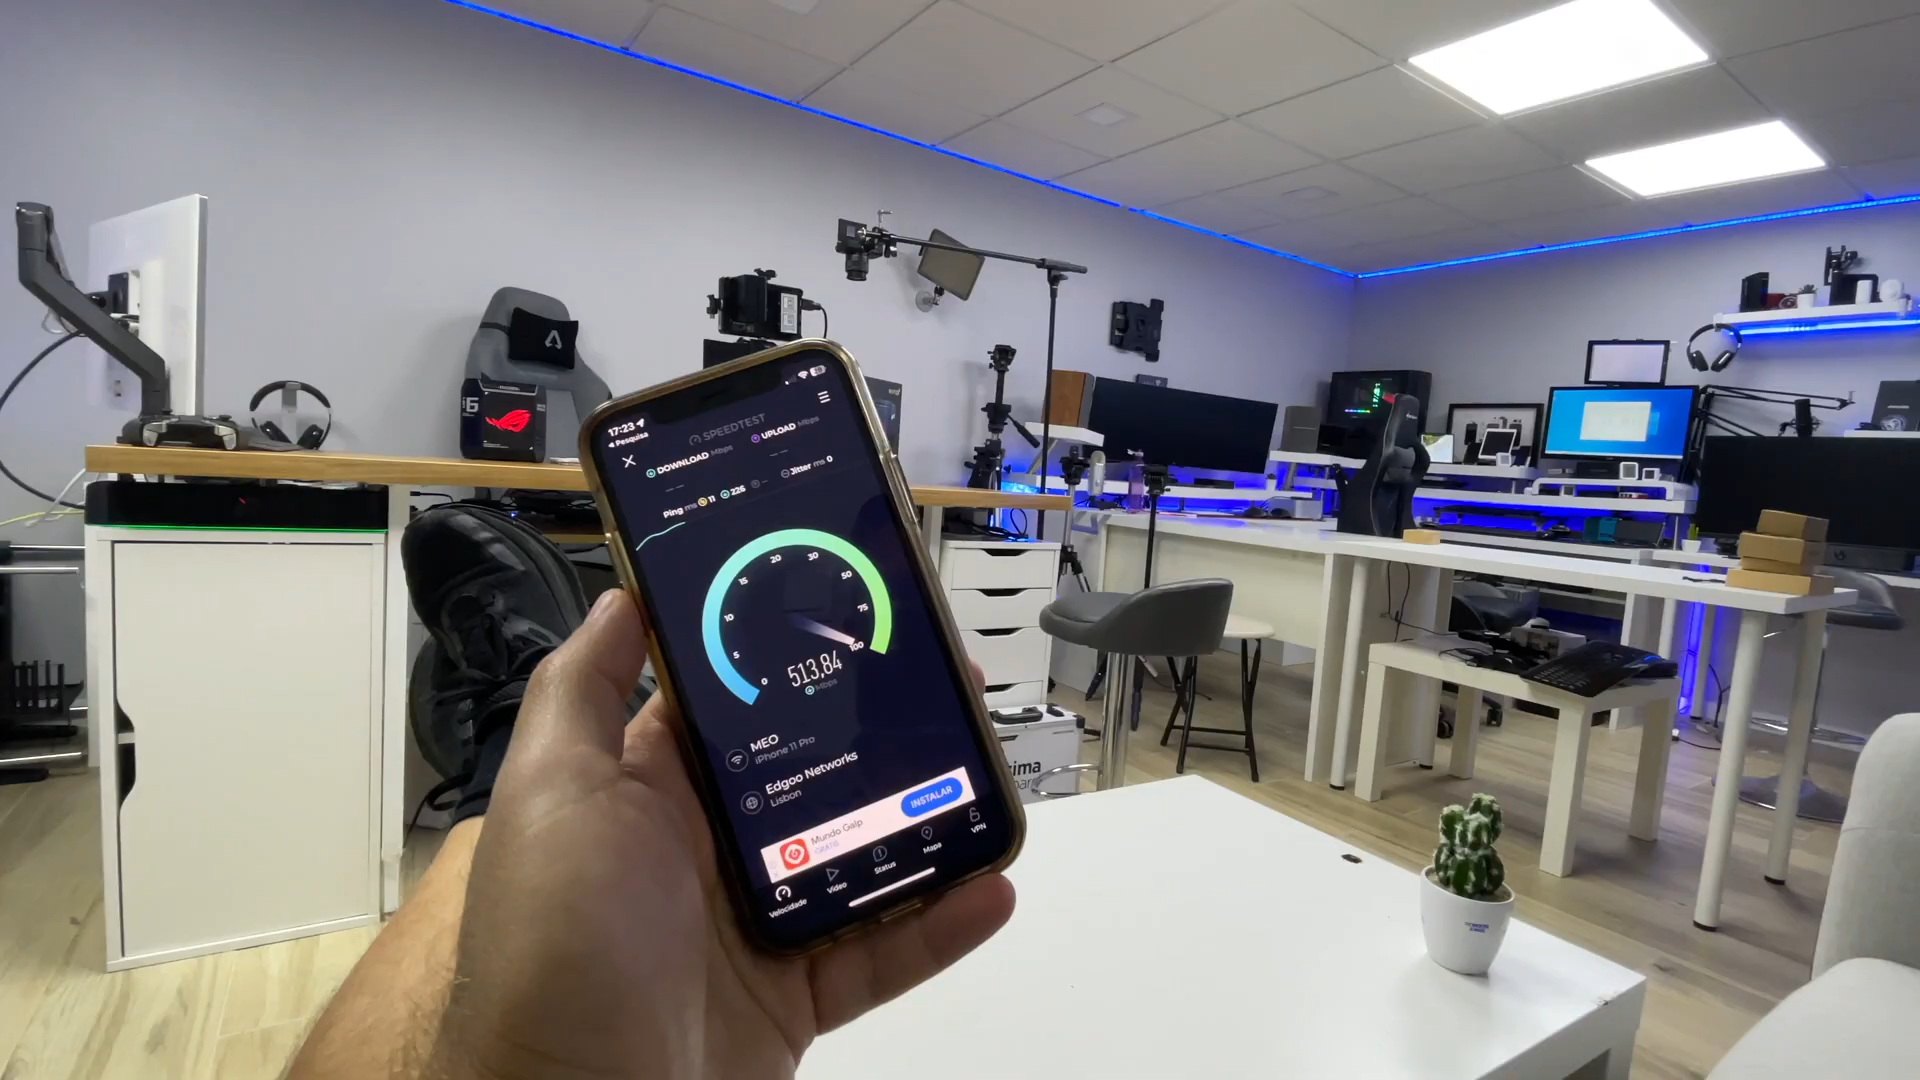 17:23
Pesquisa
SPEEDTEST
DOWNLOAD Mbps
UPLOAD Mbps
Ping ms 11 226
Jitter ms 0
0
5
10
15
20
30
50
75
100
513,84
Mbps
MEO
iPhone 11 Pro
Edgoo Networks
Lisbon
Mundo Galp
GRÁTIS
INSTALAR
Velocidade
Vídeo
Status
Mapa
VPN